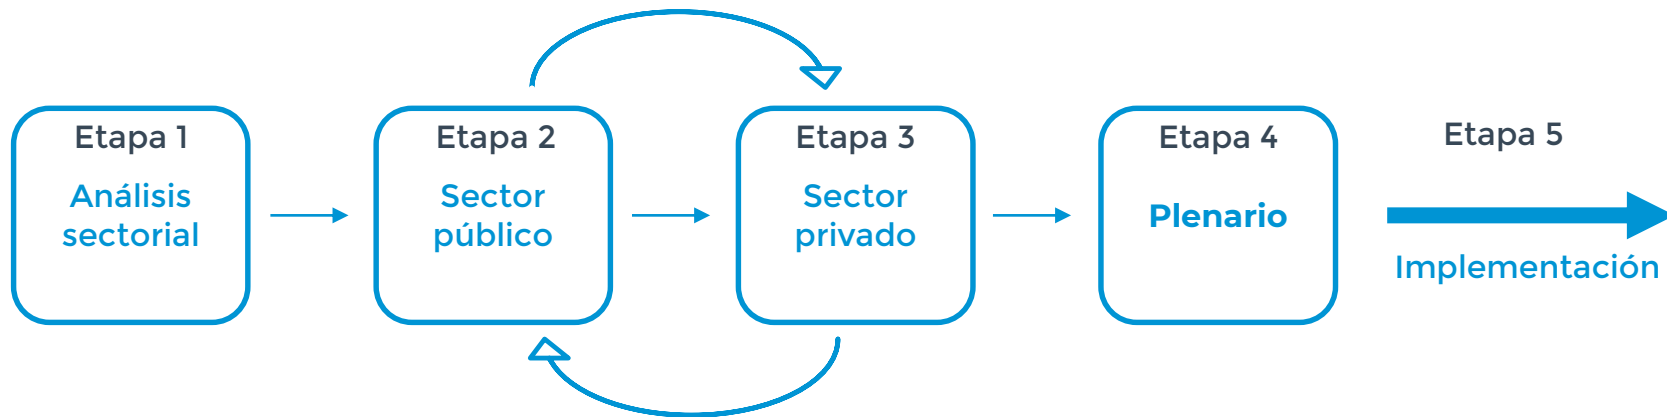 Etapa 1
Análisis
sectorial
Etapa 2
Sector
público
Etapa 3
Sector
privado
Etapa 4
Plenario
Etapa 5
Implementación